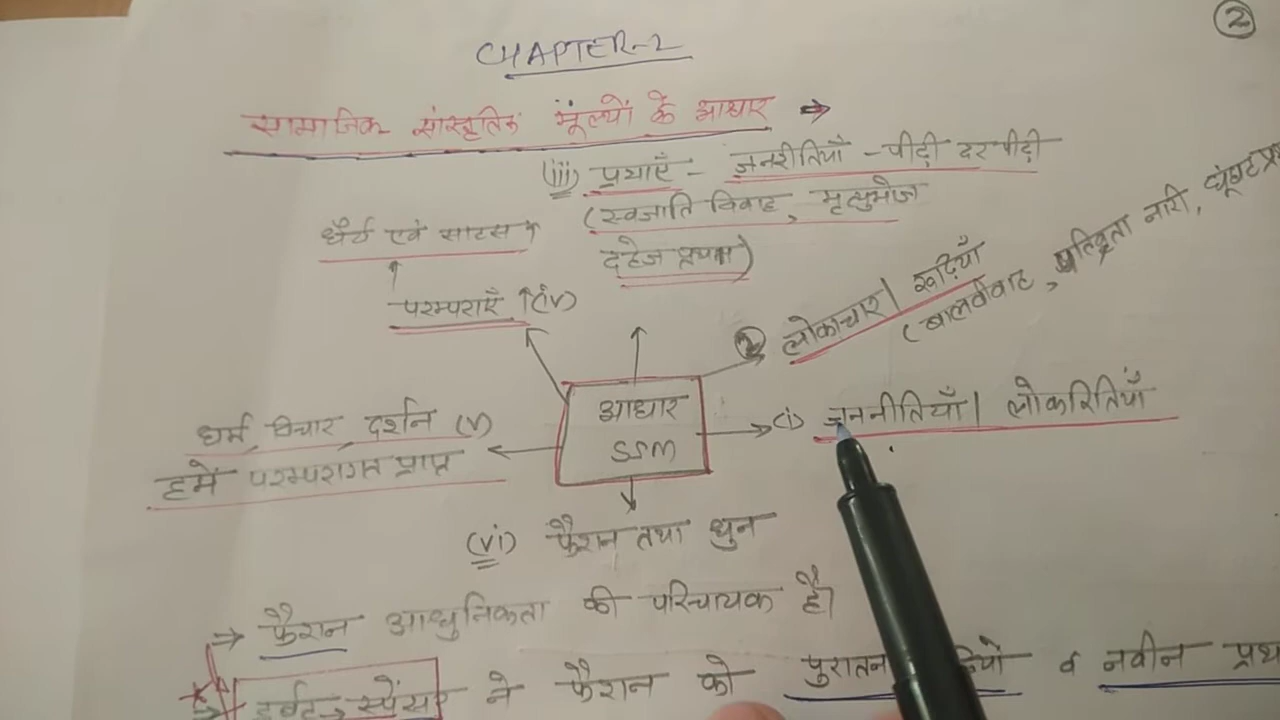 2
CHAPTER-2
सामाजिक सांस्कृतिक मूंल्यों के आधार →
(iii) प्रथाएँ - जनरीतियाँ - पीढ़ी दर पीढ़ी
(स्वजाति विवाह, मृत्युभोज
दहेज प्रथा)
धैर्य एवं साहस
परम्पराएँ (iv)
लोकाचार / रूढ़ियाँ
(बालविवाह, पतिव्रता नारी, घूंघट
आधार
SSM
(i) जननीतियाँ / लोकरितियाँ
धर्म, विचार, दर्शन (v)
हमें परम्परागत प्राप्त
(vi) फैशन तथा धुन
→ फैशन आधुनिकता की परिचायक है।
स्पेंसर ने फैशन को पुरातन व नवीन